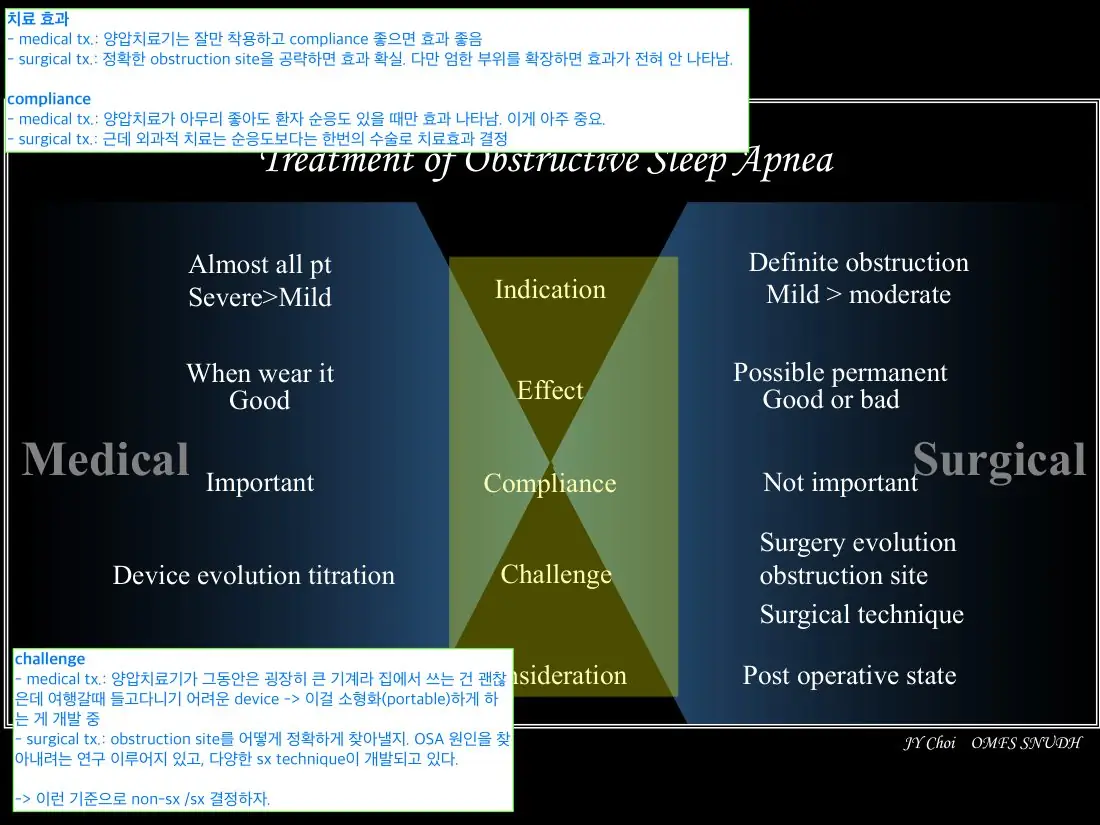 치료 효과
- medical tx.: 양압치료기는 잘만 착용하고 compliance 좋으면 효과 좋음
- surgical tx.: 정확한 obstruction site을 공략하면 효과 확실. 다만 엄한 부위를 확장하면 효과가 전혀 안 나타남.
compliance
- medical tx.: 양압치료가 아무리 좋아도 환자 순응도 있을 때만 효과 나타남. 이게 아주 중요.
- surgical tx.: 근데 외과적 치료는 순응도보다는 한번의 수술로 치료효과 결정
Treatment of Obstructive Sleep Apnea
Medical
Surgical
Almost all pt
Severe>Mild
Indication
Definite obstruction
Mild > moderate
When wear it
Good
Effect
Possible permanent
Good or bad
Important
Compliance
Not important
Device evolution titration
Challenge
Surgery evolution
obstruction site
Surgical technique
nsideration
Post operative state
challenge
- medical tx.: 양압치료기가 그동안은 굉장히 큰 기계라 집에서 쓰는 건 괜찮
은데 여행갈때 들고다니기 어려운 device -> 이걸 소형화(portable)하게 하
는 게 개발 중
- surgical tx.: obstruction site를 어떻게 정확하게 찾아낼지. OSA 원인을 찾
아내려는 연구 이루어지 있고, 다양한 sx technique이 개발되고 있다.
-> 이런 기준으로 non-sx /sx 결정하자.
JY Choi OMFS SNUDH